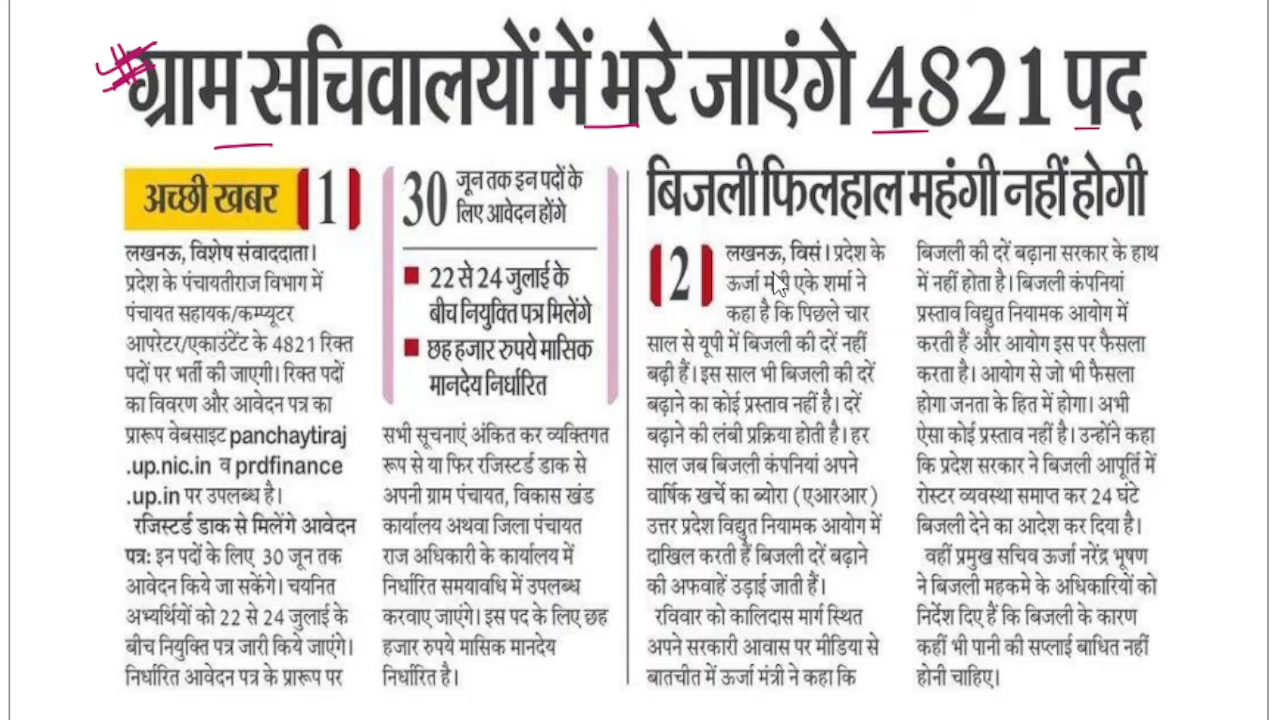 ग्राम सचिवालयों में भरे जाएंगे 4821 पद
अच्छी खबर
1
लखनऊ, विशेष संवाददाता।
प्रदेश के पंचायतीराज विभाग में
पंचायत सहायक/कम्प्यूटर
आपरेटर/एकाउंटेंट के 4821 रिक्त
पदों पर भर्ती की जाएगी। रिक्त पदों
का विवरण और आवेदन पत्र का
प्रारूप वेबसाइट panchaytiraj
.up.nic.in व prdfinance
.up.in पर उपलब्ध है।
रजिस्टर्ड डाक से मिलेंगे आवेदन
पत्र: इन पदों के लिए 30 जून तक
आवेदन किये जा सकेंगे। चयनित
अभ्यर्थियों को 22 से 24 जुलाई के
बीच नियुक्ति पत्र जारी किये जाएंगे।
निर्धारित आवेदन पत्र के प्रारूप पर
30 जून तक इन पदों के
लिए आवेदन होंगे
22 से 24 जुलाई के
बीच नियुक्ति पत्र मिलेंगे
छह हजार रुपये मासिक
मानदेय निर्धारित
सभी सूचनाएं अंकित कर व्यक्तिगत
रूप से या फिर रजिस्टर्ड डाक से
अपनी ग्राम पंचायत, विकास खंड
कार्यालय अथवा जिला पंचायत
राज अधिकारी के कार्यालय में
निर्धारित समयावधि में उपलब्ध
करवाए जाएंगे। इस पद के लिए छह
हजार रुपये मासिक मानदेय
निर्धारित है।
बिजली फिलहाल महंगी नहीं होगी
2
लखनऊ, विसं। प्रदेश के
ऊर्जा मंत्री एके शर्मा ने
कहा है कि पिछले चार
साल से यूपी में बिजली की दरें नहीं
बढ़ी हैं। इस साल भी बिजली की दरें
बढ़ाने का कोई प्रस्ताव नहीं है। दरें
बढ़ाने की लंबी प्रक्रिया होती है। हर
साल जब बिजली कंपनियां अपने
वार्षिक खर्चे का ब्योरा (एआरआर)
उत्तर प्रदेश विद्युत नियामक आयोग में
दाखिल करती हैं बिजली दरें बढ़ाने
की अफवाहें उड़ाई जाती हैं।
रविवार को कालिदास मार्ग स्थित
अपने सरकारी आवास पर मीडिया से
बातचीत में ऊर्जा मंत्री ने कहा कि
बिजली की दरें बढ़ाना सरकार के हाथ
में नहीं होता है। बिजली कंपनियां
प्रस्ताव विद्युत नियामक आयोग में
करती हैं और आयोग इस पर फैसला
करता है। आयोग से जो भी फैसला
होगा जनता के हित में होगा। अभी
ऐसा कोई प्रस्ताव नहीं है। उन्होंने कहा
कि प्रदेश सरकार ने बिजली आपूर्ति में
रोस्टर व्यवस्था समाप्त कर 24 घंटे
बिजली देने का आदेश कर दिया है।
वहीं प्रमुख सचिव ऊर्जा नरेंद्र भूषण
ने बिजली महकमे के अधिकारियों को
निर्देश दिए हैं कि बिजली के कारण
कहीं भी पानी की सप्लाई बाधित नहीं
होनी चाहिए।